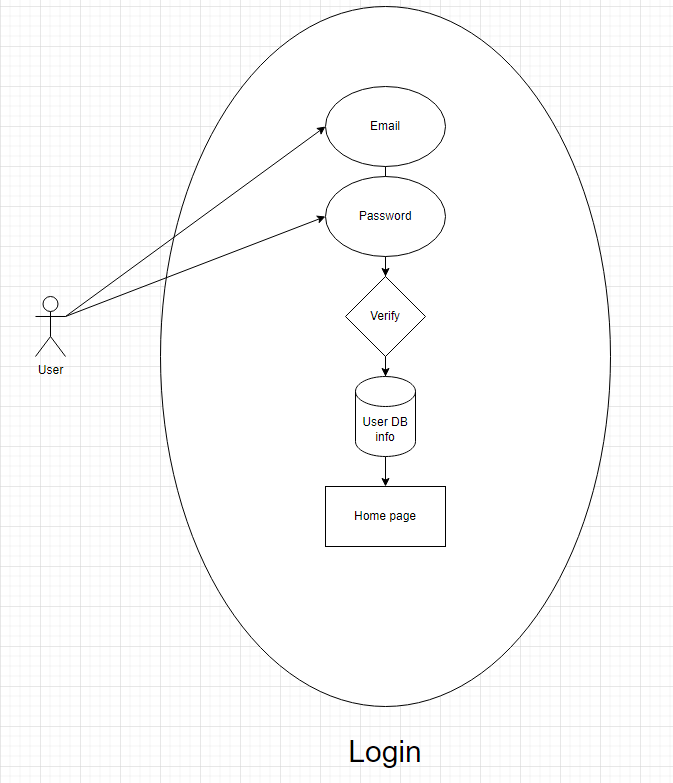 Email
Password
Verify
User
User DB
info
Home page
Login